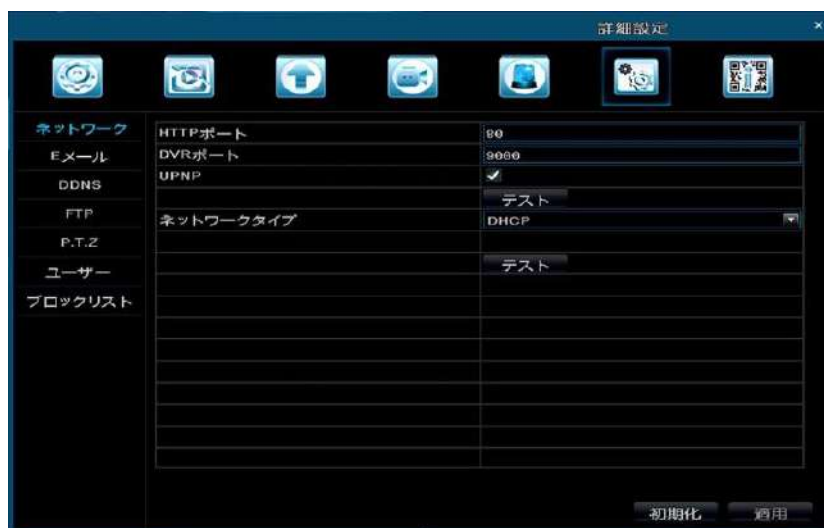 詳細設定 ×
ネットワーク
Eメール
DDNS
FTP
P.T.Z
ユーザー
ブロックリスト
HTTPポート 80
DVRポート 9000
UPNP
テスト
ネットワークタイプ DHCP
テスト
初期化 適用